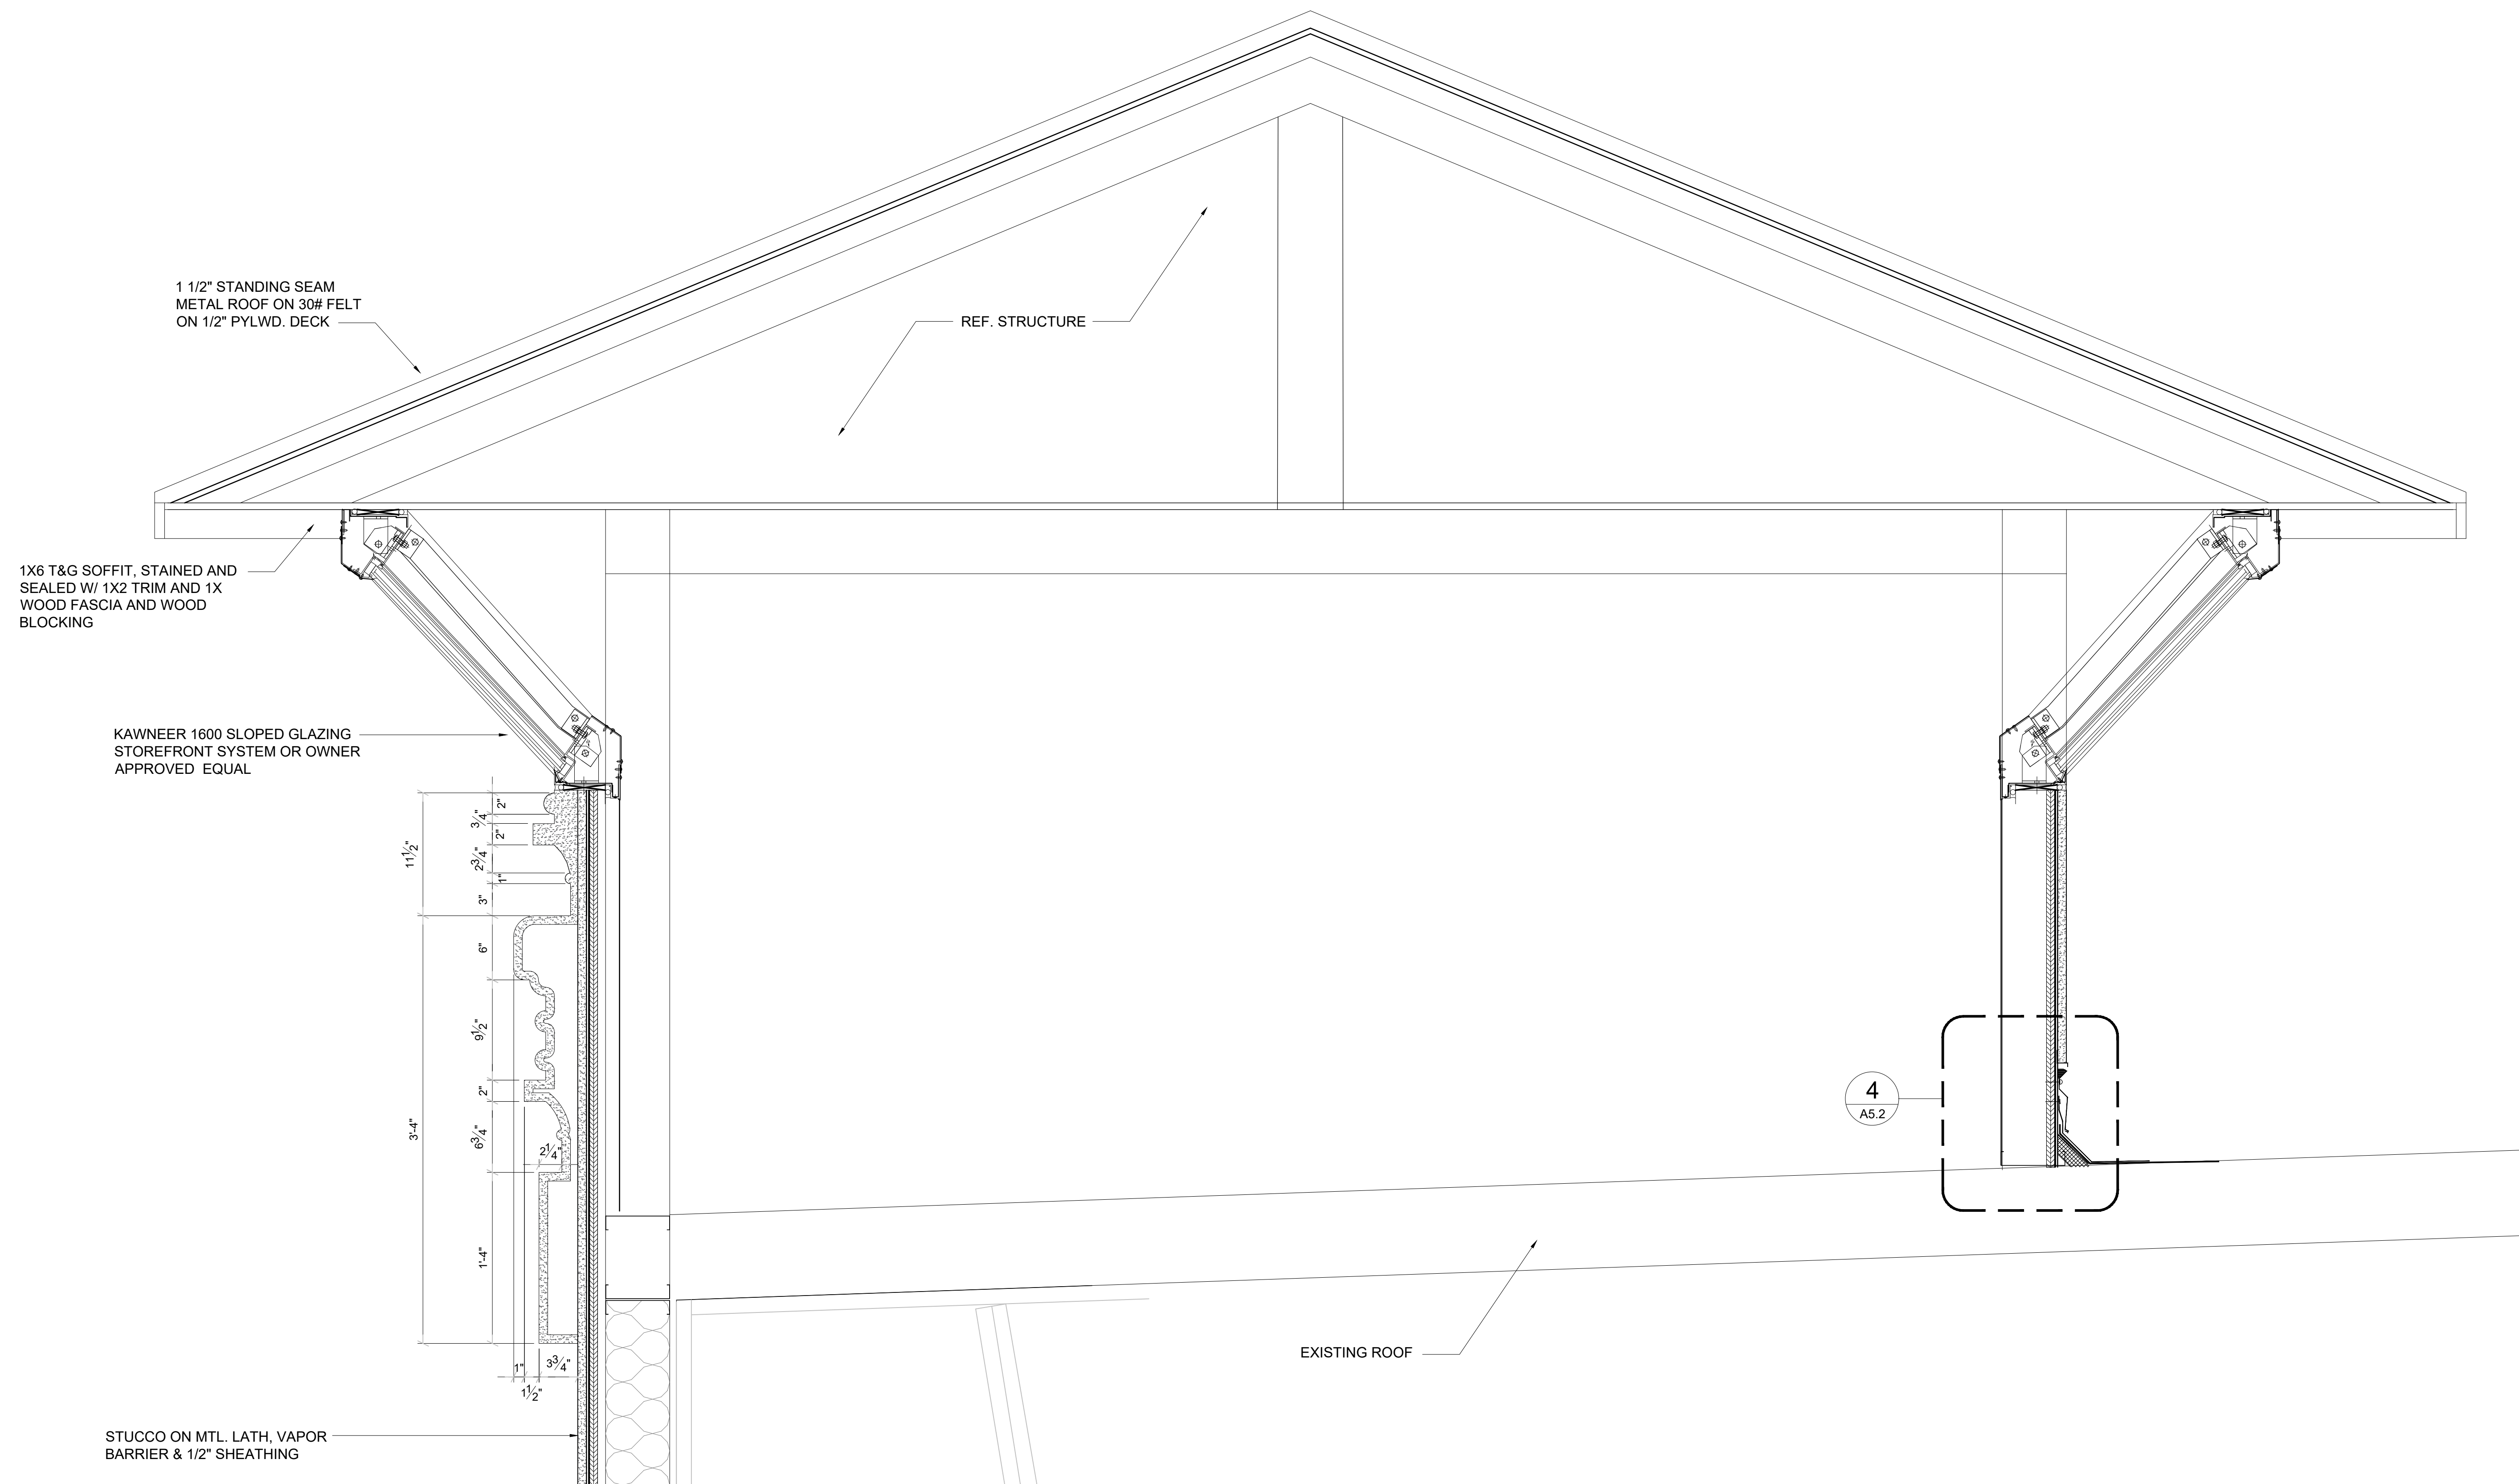 1 1/2" STANDING SEAM
METAL ROOF ON 30# FELT
ON 1/2" PYLWD. DECK
REF. STRUCTURE
1X6 T&G SOFFIT, STAINED AND
SEALED W/ 1X2 TRIM AND 1X
WOOD FASCIA AND WOOD
BLOCKING
KAWNEER 1600 SLOPED GLAZING
STOREFRONT SYSTEM OR OWNER
APPROVED EQUAL
11 1/2"
2"
3/4"
2"
2 3/4"
1"
3"
3'-4"
6"
9 1/2"
2"
6 3/4"
2 1/4"
1'-4"
1"
3 3/4"
1 1/2"
4
A5.2
EXISTING ROOF
STUCCO ON MTL. LATH, VAPOR
BARRIER & 1/2" SHEATHING